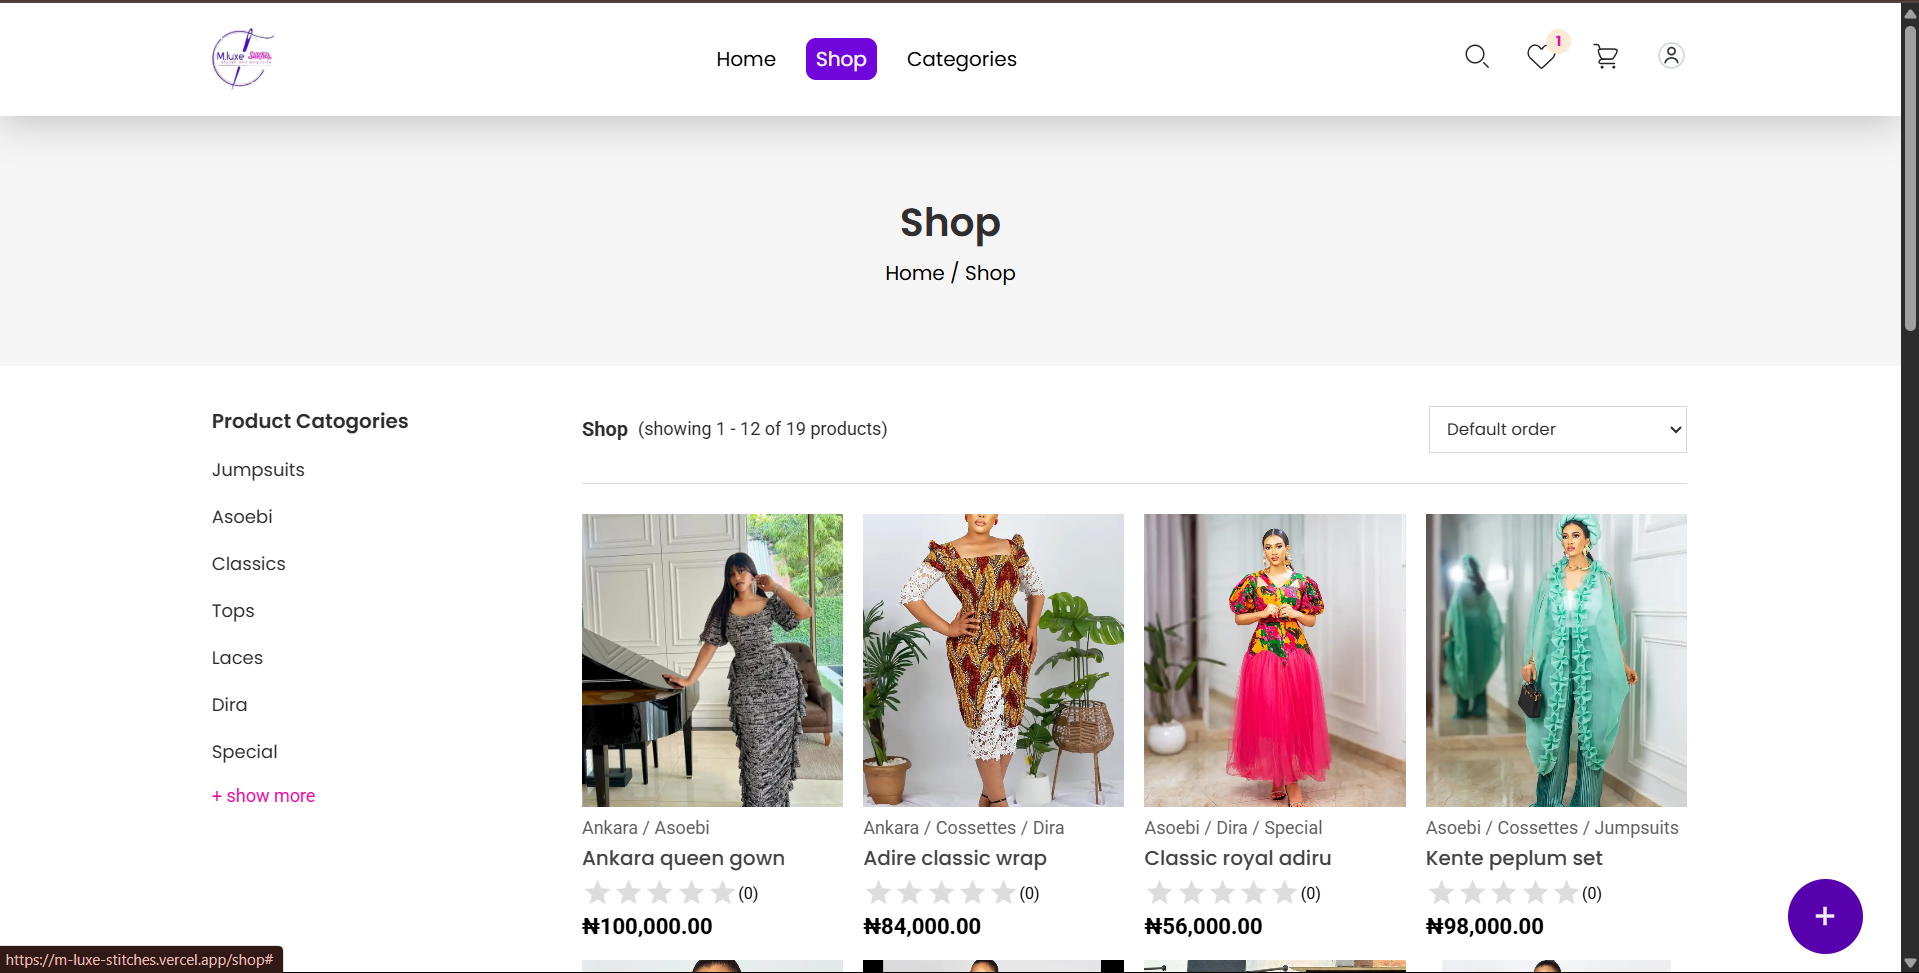 M.luxe Stitches
Home
Shop
Categories
1
Shop
Home / Shop
Product Catogories
Jumpsuits
Asoebi
Classics
Tops
Laces
Dira
Special
+ show more
Shop (showing 1 - 12 of 19 products)
Default order
Ankara / Asoebi
Ankara queen gown
(0)
₦100,000.00
Ankara / Cossettes / Dira
Adire classic wrap
(0)
₦84,000.00
Asoebi / Dira / Special
Classic royal adiru
(0)
₦56,000.00
Asoebi / Cossettes / Jumpsuits
Kente peplum set
(0)
₦98,000.00
+
https://m-luxe-stitches.vercel.app/shop#